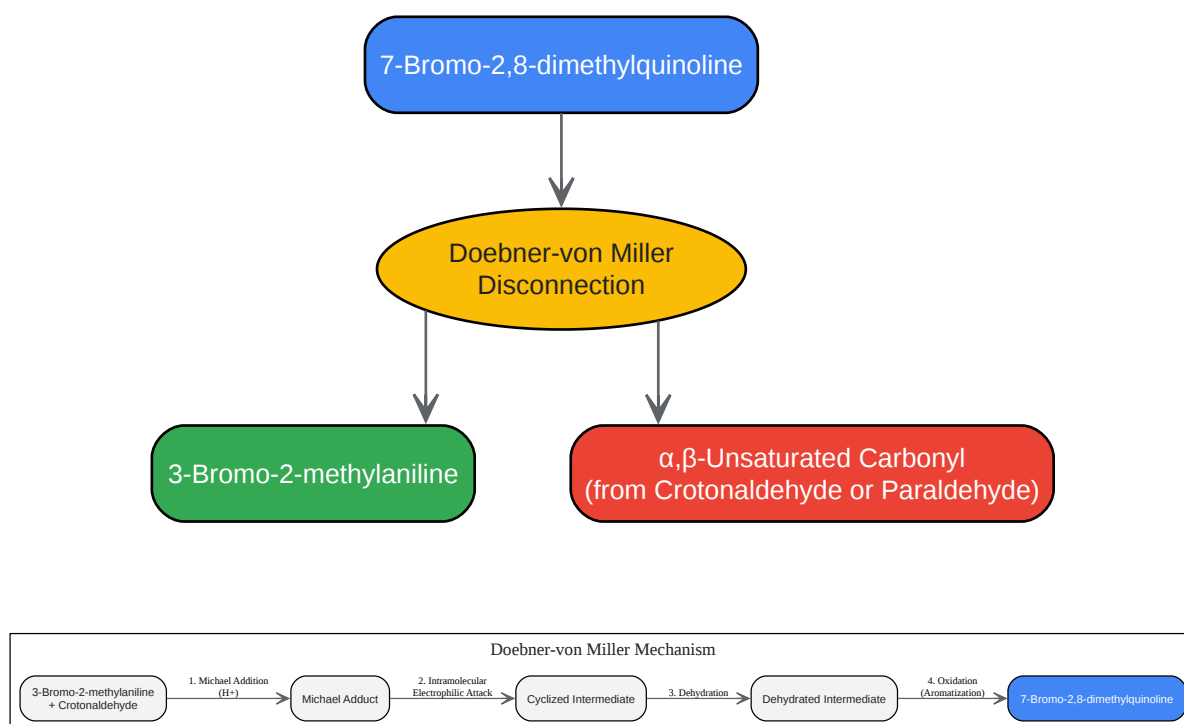 7-Bromo-2,8-dimethylquinoline
Doebner-von Miller
Disconnection
3-Bromo-2-methylaniline
α,β-Unsaturated Carbonyl
(from Crotonaldehyde or Paraldehyde)
Doebner-von Miller Mechanism
3-Bromo-2-methylaniline
+ Crotonaldehyde
1. Michael Addition
(H+)
Michael Adduct
2. Intramolecular
Electrophilic Attack
Cyclized Intermediate
3. Dehydration
Dehydrated Intermediate
4. Oxidation
(Aromatization)
7-Bromo-2,8-dimethylquinoline